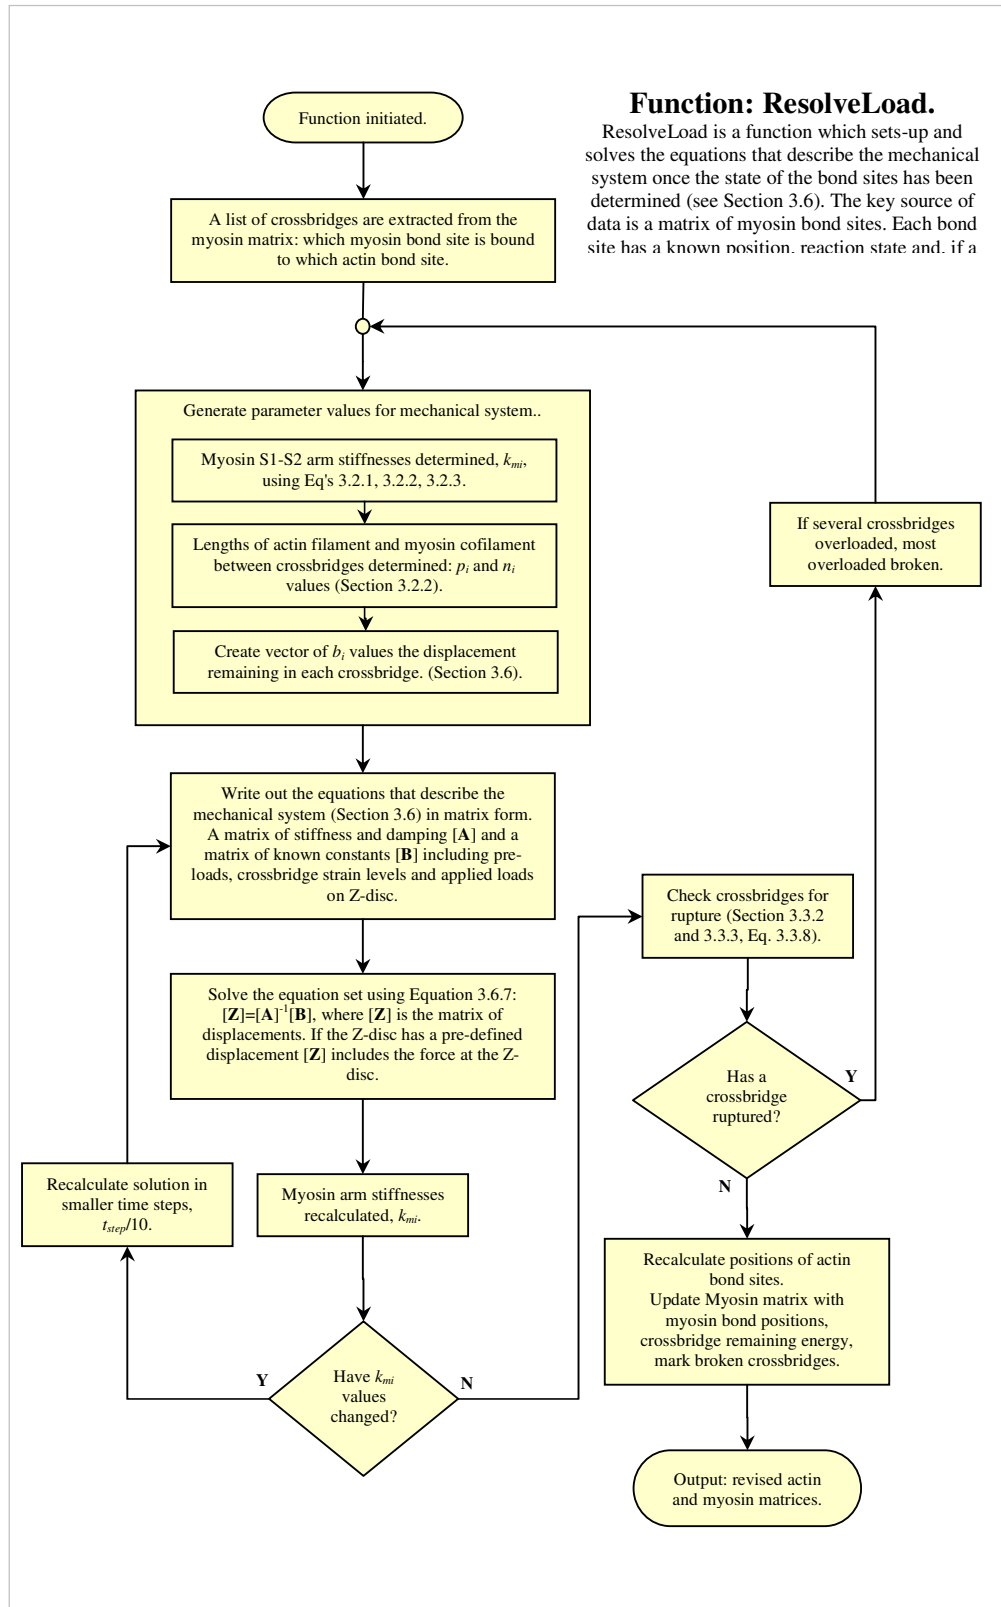 Function: ResolveLoad.
ResolveLoad is a function which sets-up and
solves the equations that describe the mechanical
system once the state of the bond sites has been
determined (see Section 3.6). The key source of
data is a matrix of myosin bond sites. Each bond
site has a known position, reaction state and, if a
Function initiated.
A list of crossbridges are extracted from the
myosin matrix: which myosin bond site is bound
to which actin bond site.
Generate parameter values for mechanical system..
Myosin S1-S2 arm stiffnesses determined, kmi,
using Eq's 3.2.1, 3.2.2, 3.2.3.
Lengths of actin filament and myosin cofilament
between crossbridges determined: pi and ni
values (Section 3.2.2).
Create vector of bi values the displacement
remaining in each crossbridge. (Section 3.6).
Write out the equations that describe the
mechanical system (Section 3.6) in matrix form.
A matrix of stiffness and damping [A] and a
matrix of known constants [B] including pre-
loads, crossbridge strain levels and applied loads
on Z-disc.
Solve the equation set using Equation 3.6.7:
[Z]=[A]-1[B], where [Z] is the matrix of
displacements. If the Z-disc has a pre-defined
displacement [Z] includes the force at the Z-
disc.
Myosin arm stiffnesses
recalculated, kmi.
Have kmi
values
changed?
Y
N
Recalculate solution in
smaller time steps,
tstep/10.
Check crossbridges for
rupture (Section 3.3.2
and 3.3.3, Eq. 3.3.8).
Has a
crossbridge
ruptured?
Y
N
If several crossbridges
overloaded, most
overloaded broken.
Recalculate positions of actin
bond sites.
Update Myosin matrix with
myosin bond positions,
crossbridge remaining energy,
mark broken crossbridges.
Output: revised actin
and myosin matrices.